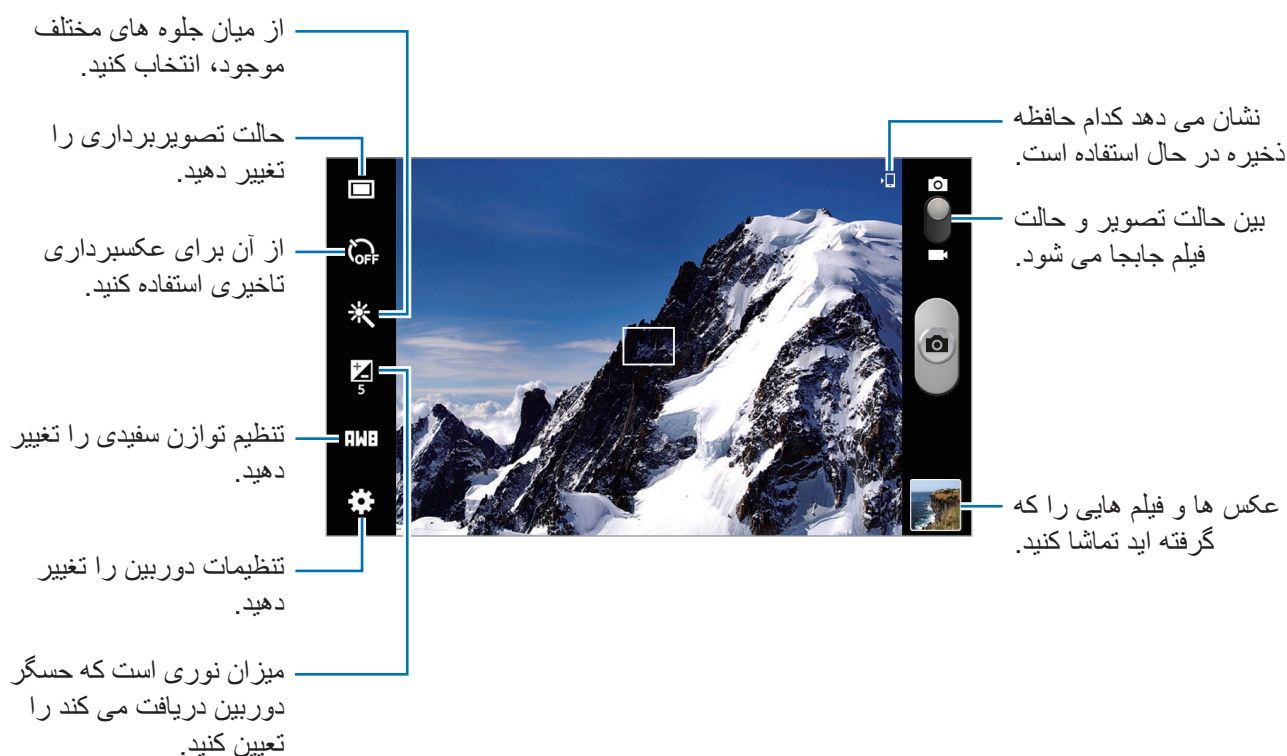 از میان جلوه های مختلف
موجود، انتخاب کنید.
حالت تصویربرداری را
تغییر دهید.
از آن برای عکسبرداری
تاخیری استفاده کنید.
تنظیم توازن سفیدی را تغییر
دهید.
تنظیمات دوربین را تغییر
دهید.
میزان نوری است که حسگر
دوربین دریافت می کند را
تعیین کنید.
OFF
5
AWB
نشان می دهد کدام حافظه
ذخیره در حال استفاده است.
بین حالت تصویر و حالت
فیلم جابجا می شود.
عکس ها و فیلم هایی را که
گرفته اید تماشا کنید.